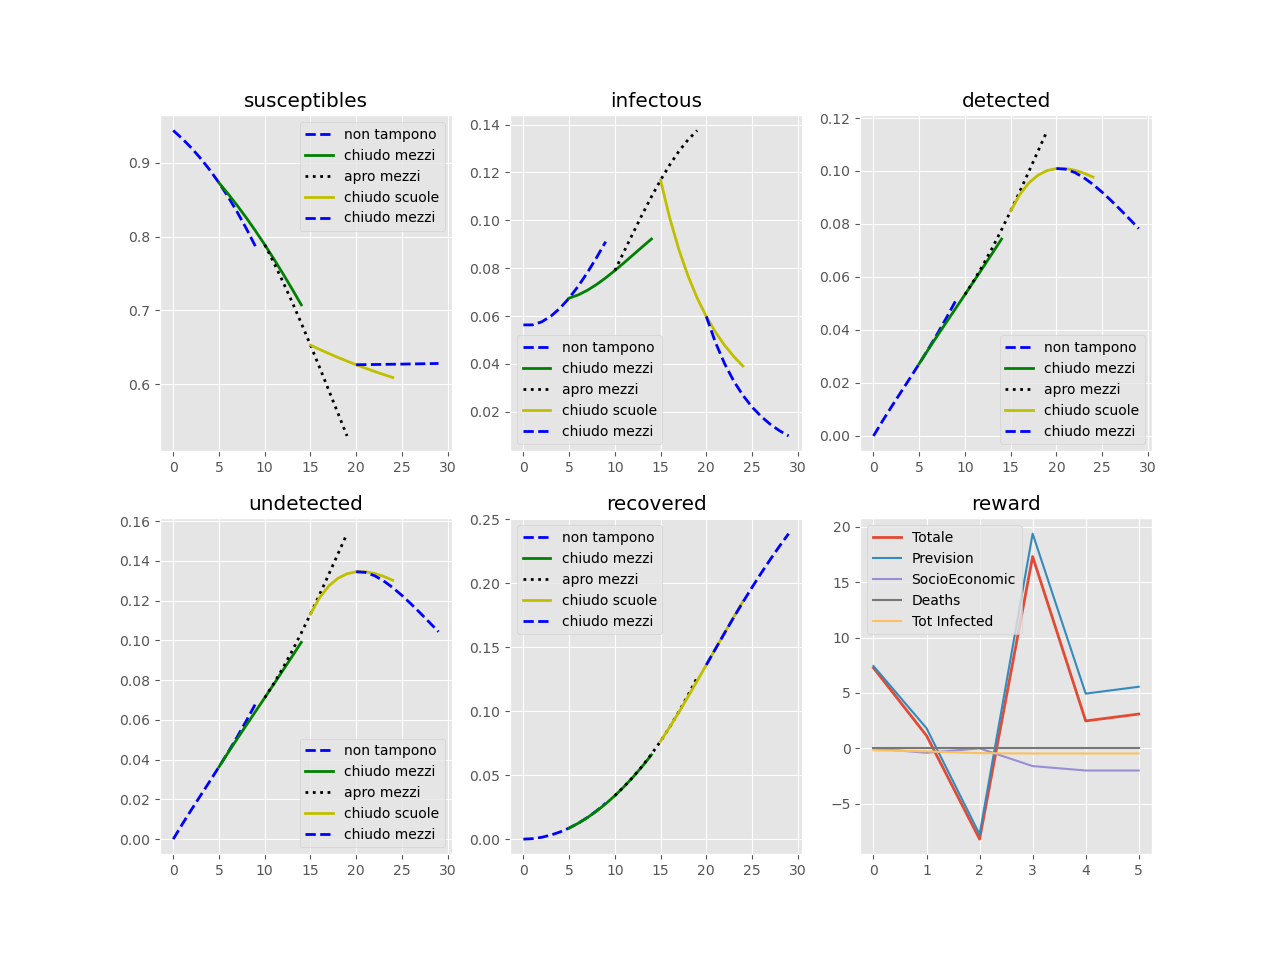 susceptibles
0.9
0.8
0.7
0.6
non tampono
chiudo mezzi
apro mezzi
chiudo scuole
chiudo mezzi
0 5 10 15 20 25 30
infectous
0.14
0.12
0.10
0.08
0.06
0.04
0.02
non tampono
chiudo mezzi
apro mezzi
chiudo scuole
chiudo mezzi
0 5 10 15 20 25 30
detected
0.12
0.10
0.08
0.06
0.04
0.02
0.00
non tampono
chiudo mezzi
apro mezzi
chiudo scuole
chiudo mezzi
0 5 10 15 20 25 30
undetected
0.16
0.14
0.12
0.10
0.08
0.06
0.04
0.02
0.00
non tampono
chiudo mezzi
apro mezzi
chiudo scuole
chiudo mezzi
0 5 10 15 20 25 30
recovered
0.25
0.20
0.15
0.10
0.05
0.00
non tampono
chiudo mezzi
apro mezzi
chiudo scuole
chiudo mezzi
0 5 10 15 20 25 30
reward
20
15
10
5
0
−5
Totale
Prevision
SocioEconomic
Deaths
Tot Infected
0 1 2 3 4 5